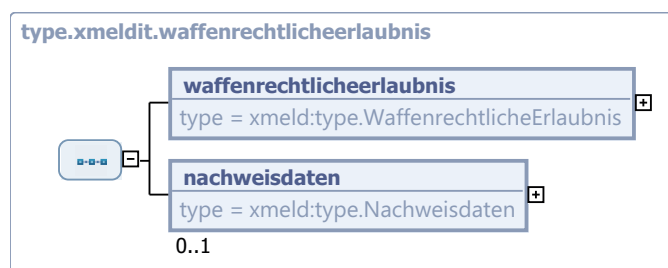 type.xmeldit.waffenrechtlicheerlaubnis
waffenrechtlicheerlaubnis
type = xmeld:type.WaffenrechtlicheErlaubnis
nachweisdaten
type = xmeld:type.Nachweisdaten
0..1